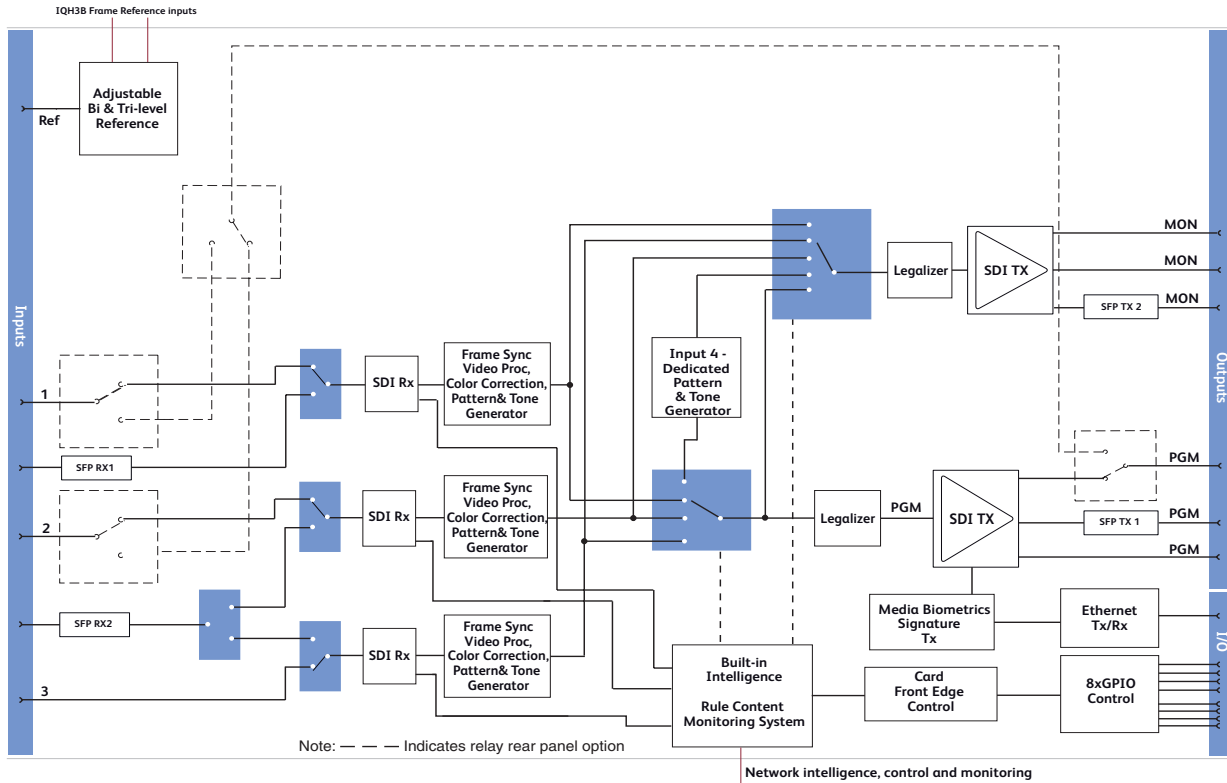 IQH3B Frame Reference inputs
Adjustable
Bi & Tri-level
Reference
Ref
Inputs
1
SFP RX1
2
SFP RX2
3
SDI Rx
Frame Sync
Video Proc,
Color Correction,
Pattern& Tone
Generator
SDI Rx
Frame Sync
Video Proc,
Color Correction,
Pattern& Tone
Generator
SDI Rx
Frame Sync
Video Proc,
Color Correction,
Pattern& Tone
Generator
Input 4 -
Dedicated
Pattern
& Tone
Generator
Legalizer
SDI TX
MON
MON
SFP TX 2
MON
Outputs
Legalizer
PGM
SDI TX
PGM
SFP TX 1
PGM
PGM
Media Biometrics
Signature
Tx
Ethernet
Tx/Rx
I/O
Built-in
Intelligence
Rule Content
Monitoring System
Card
Front Edge
Control
8xGPIO
Control
Note: — — — Indicates relay rear panel option
Network intelligence, control and monitoring